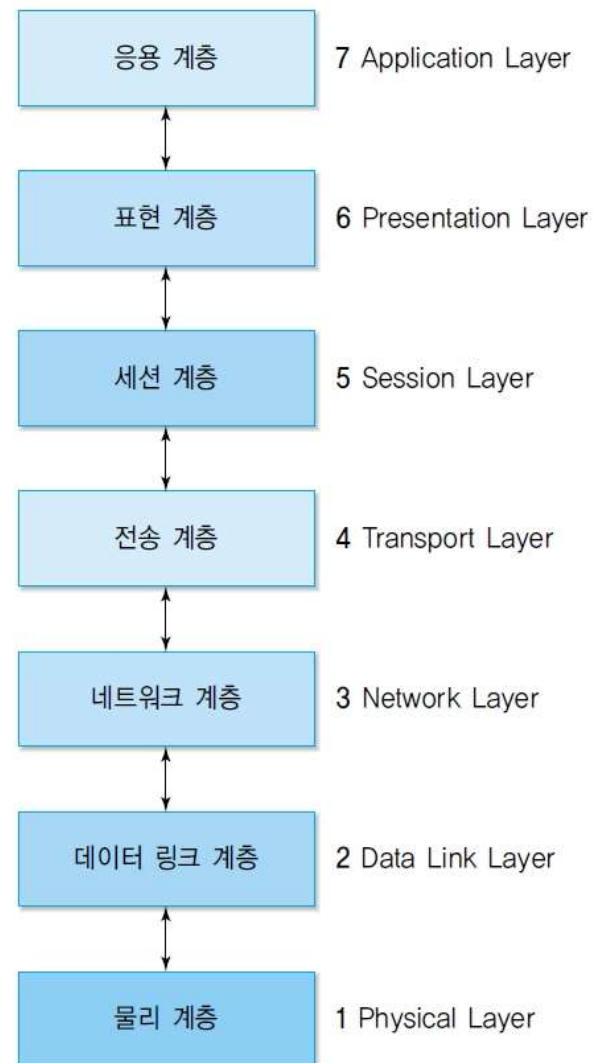 응용 계층 7 Application Layer
표현 계층 6 Presentation Layer
세션 계층 5 Session Layer
전송 계층 4 Transport Layer
네트워크 계층 3 Network Layer
데이터 링크 계층 2 Data Link Layer
물리 계층 1 Physical Layer